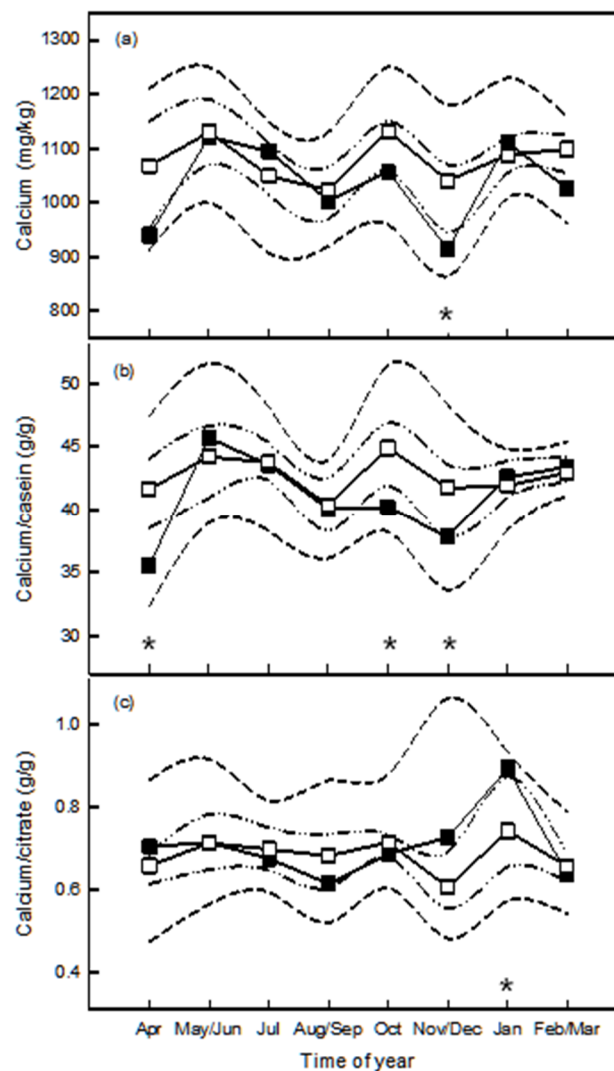 (a)
Calcium (mg/kg)
1300
1200
1100
1000
900
800
*
(b)
Calcium/casein (g/g)
50
45
40
35
30
* * *
(c)
Calcium/citrate (g/g)
1.0
0.8
0.6
0.4
*
Apr May/Jun Jul Aug/Sep Oct Nov/Dec Jan Feb/Mar
Time of year